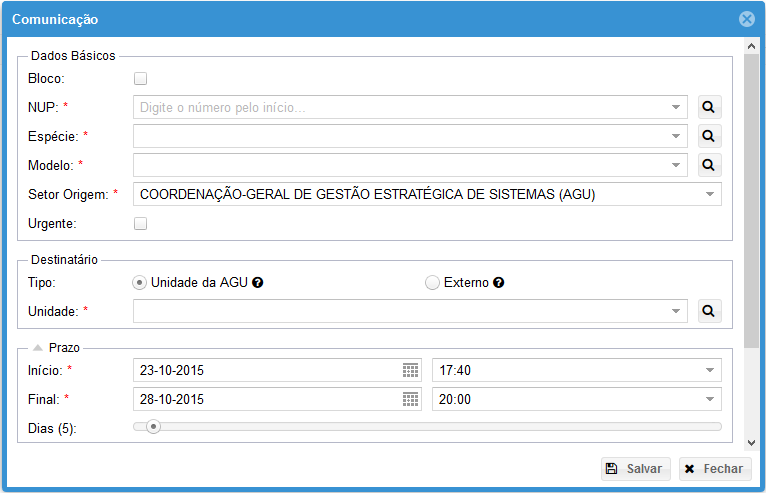 Comunicação
Dados Básicos
Bloco:
NUP: * Digite o número pelo início...
Espécie: *
Modelo: *
Setor Origem: * COORDENAÇÃO-GERAL DE GESTÃO ESTRATÉGICA DE SISTEMAS (AGU)
Urgente:
Destinatário
Tipo: Unidade da AGU Externo
Unidade: *
Prazo
Início: * 23-10-2015 17:40
Final: * 28-10-2015 20:00
Dias (5):
Salvar Fechar